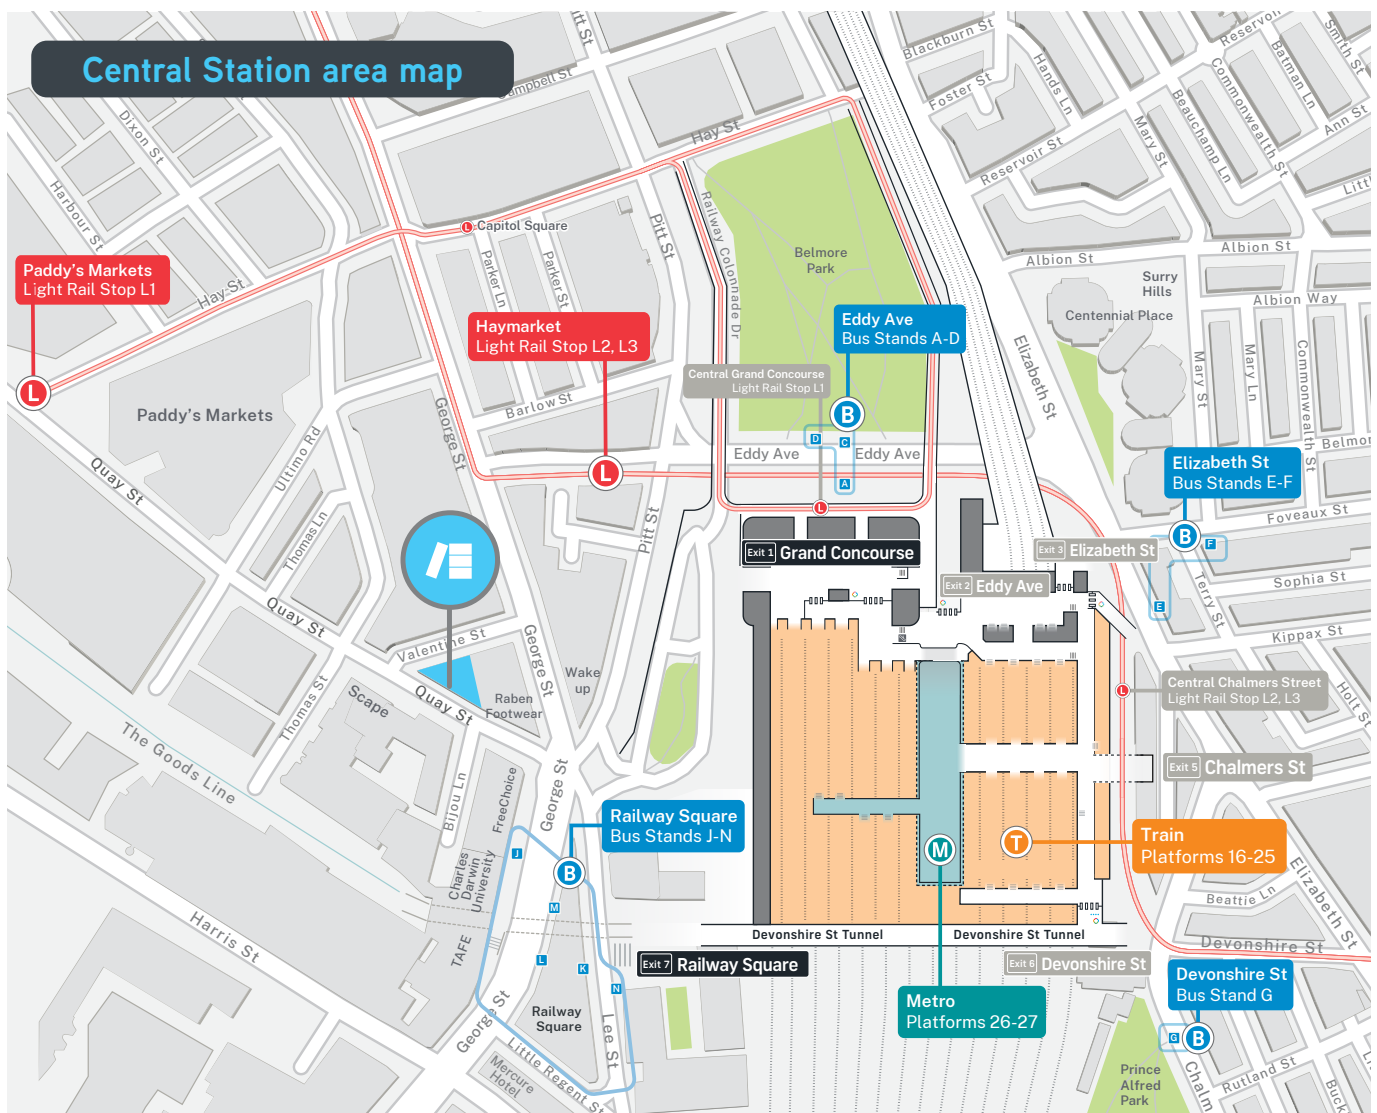 Central Station area map
Pitt St
Campbell St
Blackburn St
Foster St
Hands Ln
Reservoir St
Reservoir
Smith St
Batman Ln
Commonwealth St
Beauchamp Ln
Ann St
Mary St
Dixon St
Harbour St
Hay St
Capitol Square
Pitt St
Railway Colonnade Dr
Belmore
Park
Albion St
Albion St
Surry
Hills
Albion Way
Centennial Place
Paddy's Markets
Light Rail Stop L1
Hay St
L
Parker Ln
Parker St
Haymarket
Light Rail Stop L2, L3
Eddy Ave
Bus Stands A-D
Central Grand Concourse
Light Rail Stop L1
Elizabeth St
Mary St
Mary Ln
Commonwealth St
L
Paddy's Markets
Barlow St
George St
B
D
C
A
Eddy Ave
Eddy Ave
L
L
Quay St
Ultimo Rd
Thomas Ln
Pitt St
Elizabeth St
Bus Stands E-F
Foveaux St
B
F
E
Sophia St
Terry St
Kippax St
Holt St
Exit 1 Grand Concourse
Exit 3 Elizabeth St
Exit 2 Eddy Ave
Quay St
Valentine St
George St
Wake
up
Raben
Footwear
Quay St
Thomas St
Scape
The Goods Line
L
Central Chalmers Street
Light Rail Stop L2, L3
Exit 5 Chalmers St
Bijou Ln
FreeChoice
George St
Railway Square
Bus Stands J-N
B
J
M
L
K
N
Charles
Darwin
University
TAFE
Harris St
M
T
Train
Platforms 16-25
Elizabeth St
Beattie Ln
Devonshire St
Devonshire St Tunnel
Devonshire St Tunnel
Exit 7 Railway Square
Exit 6 Devonshire St
Metro
Platforms 26-27
Devonshire St
Bus Stand G
G
B
Railway
Square
George St
Lee St
Little Regent St
Mercure
Hotel
Prince
Alfred
Park
Rutland St